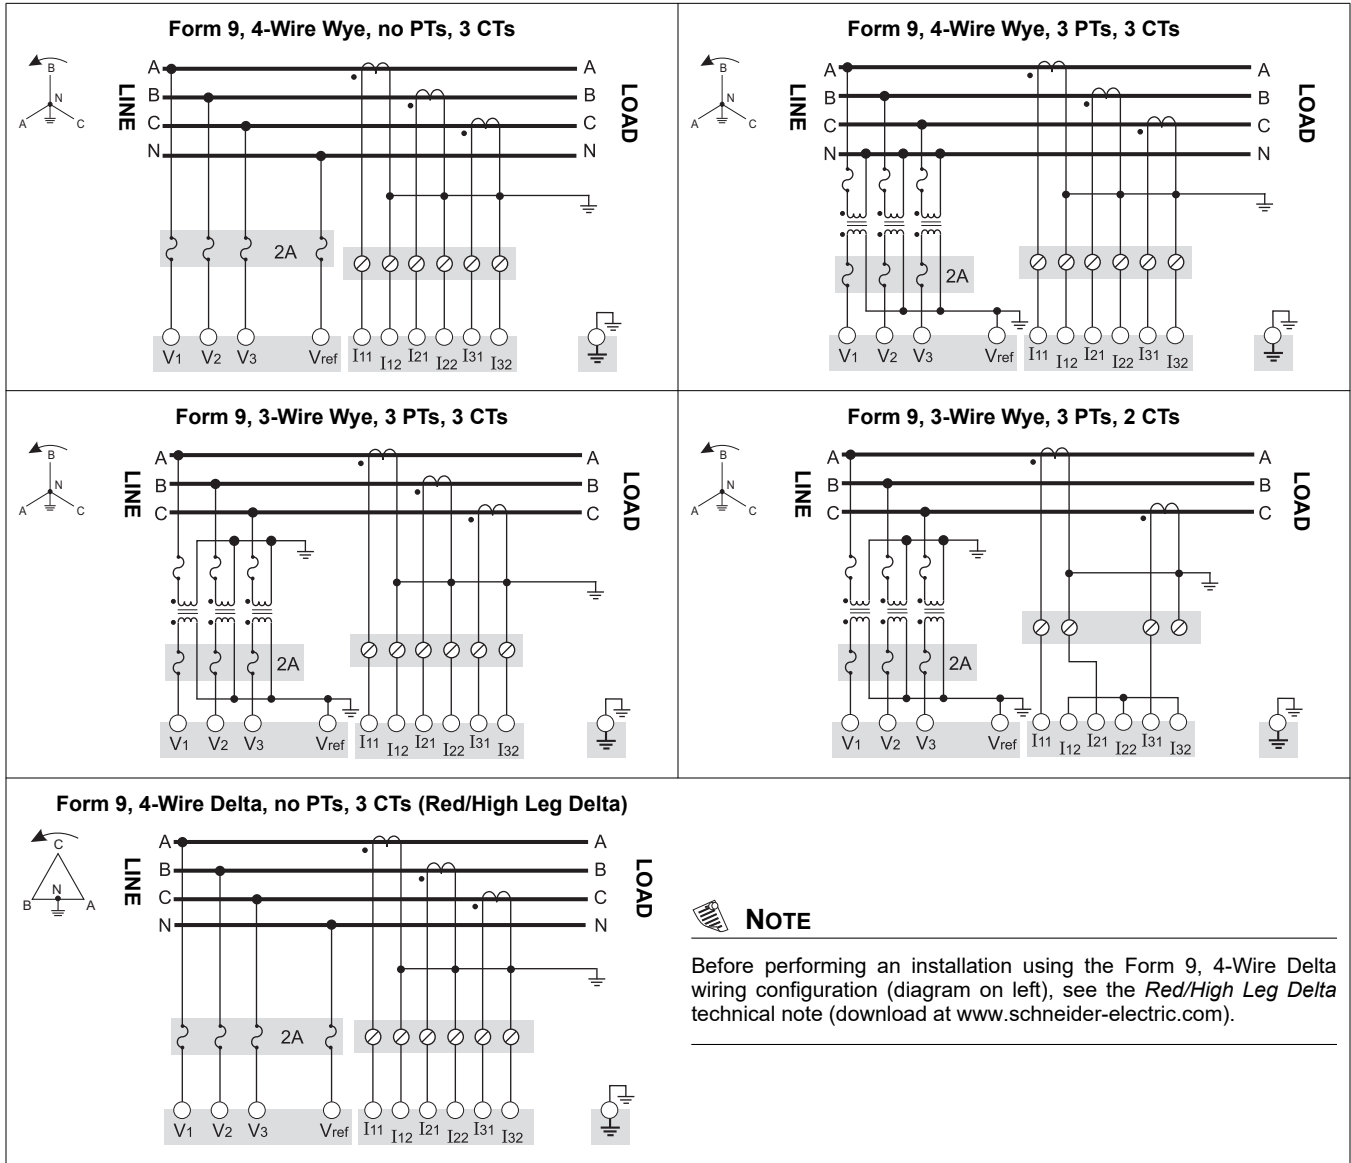 Form 9, 4-Wire Wye, no PTs, 3 CTs
B
N
A
C
LINE
A
B
C
N
A
B
C
N
LOAD
2A
V1
V2
V3
Vref
I11
I12
I21
I22
I31
I32
Form 9, 4-Wire Wye, 3 PTs, 3 CTs
B
N
A
C
LINE
A
B
C
N
A
B
C
N
LOAD
2A
V1
V2
V3
Vref
I11
I12
I21
I22
I31
I32
Form 9, 3-Wire Wye, 3 PTs, 3 CTs
B
N
A
C
LINE
A
B
C
A
B
C
LOAD
2A
V1
V2
V3
Vref
I11
I12
I21
I22
I31
I32
Form 9, 3-Wire Wye, 3 PTs, 2 CTs
B
N
A
C
LINE
A
B
C
A
B
C
LOAD
2A
V1
V2
V3
Vref
I11
I12
I21
I22
I31
I32
Form 9, 4-Wire Delta, no PTs, 3 CTs (Red/High Leg Delta)
C
N
B
A
LINE
A
B
C
N
A
B
C
N
LOAD
2A
V1
V2
V3
Vref
I11
I12
I21
I22
I31
I32
NOTE
Before performing an installation using the Form 9, 4-Wire Delta
wiring configuration (diagram on left), see the Red/High Leg Delta
technical note (download at www.schneider-electric.com).